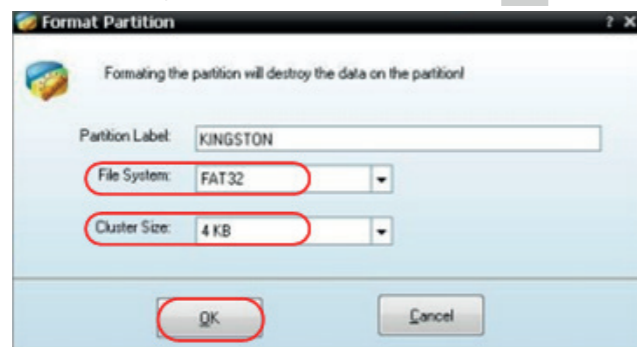 Format Partition ? X
Formating the partition will destroy the data on the partition!
Partition Label: KINGSTON
File System: FAT32
Cluster Size: 4 KB
OK Cancel